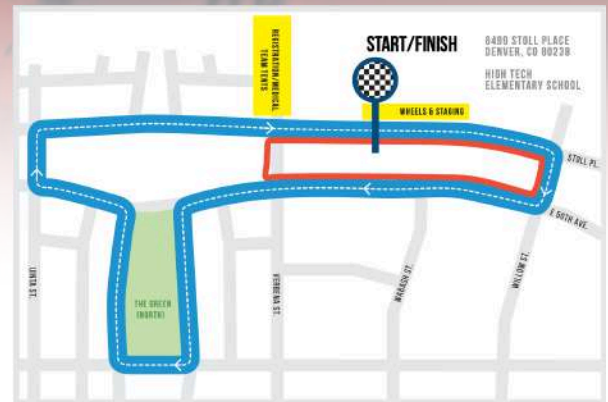 START/FINISH
8499 STOLL PLACE
DENVER, CO 80238
HIGH TECH
ELEMENTARY SCHOOL
REGISTRATION/MEDICAL
TEAM TENTS
WHEELS & STAGING
STOLL PL.
E 50TH AVE.
UINTA ST.
THE GREEN
(NORTH)
VERBENA ST.
WABASH ST.
WILLOW ST.